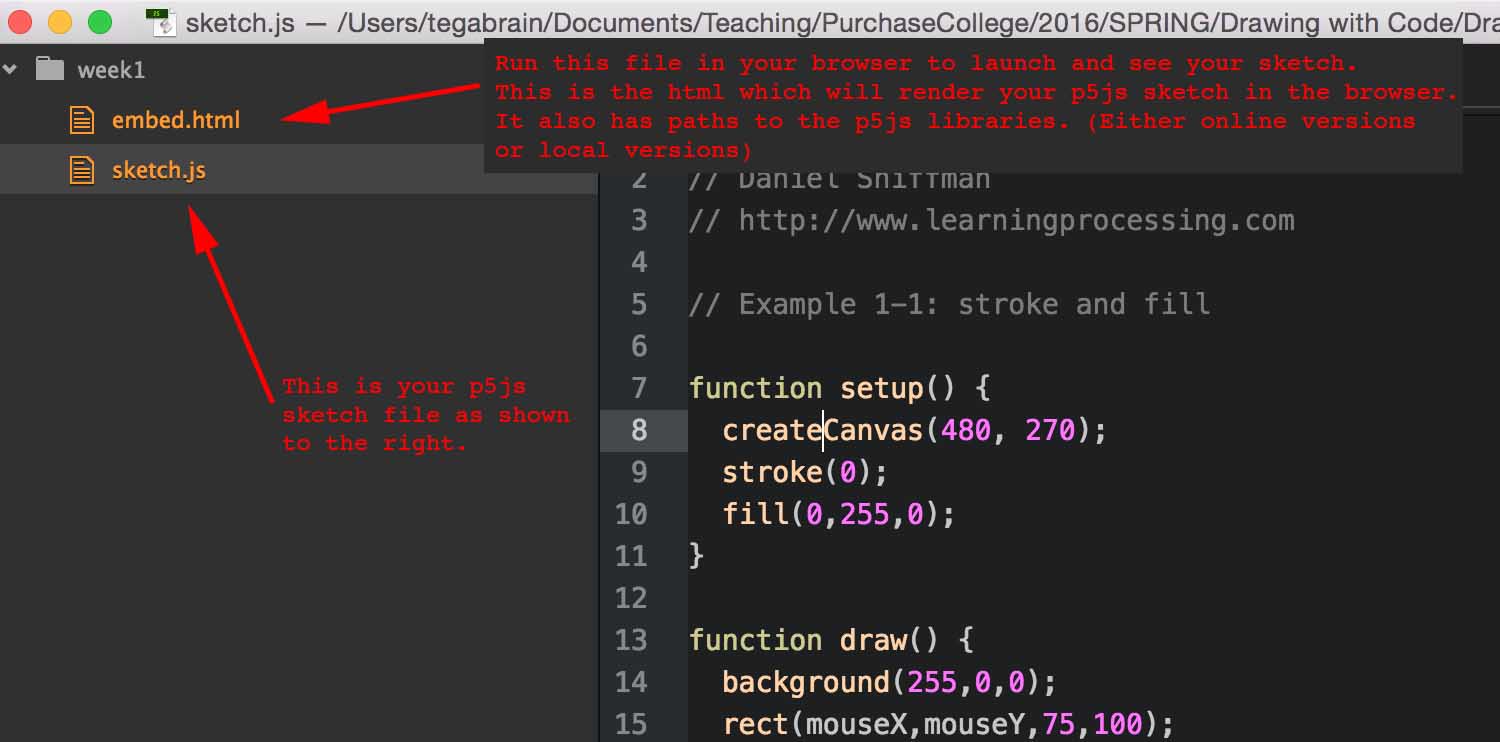 sketch.js — /Users/tegabrain/Documents/Teaching/PurchaseCollege/2016/SPRING/Drawing with Code/Dra
week1
embed.html
sketch.js
Run this file in your browser to launch and see your sketch.
This is the html which will render your p5js sketch in the browser.
It also has paths to the p5js libraries. (Either online versions
or local versions)
This is your p5js
sketch file as shown
to the right.
2 // Daniel Shiffman
3 // http://www.learningprocessing.com
4
5 // Example 1-1: stroke and fill
6
7 function setup() {
8 createCanvas(480, 270);
9 stroke(0);
10 fill(0,255,0);
11 }
12
13 function draw() {
14 background(255,0,0);
15 rect(mouseX,mouseY,75,100);